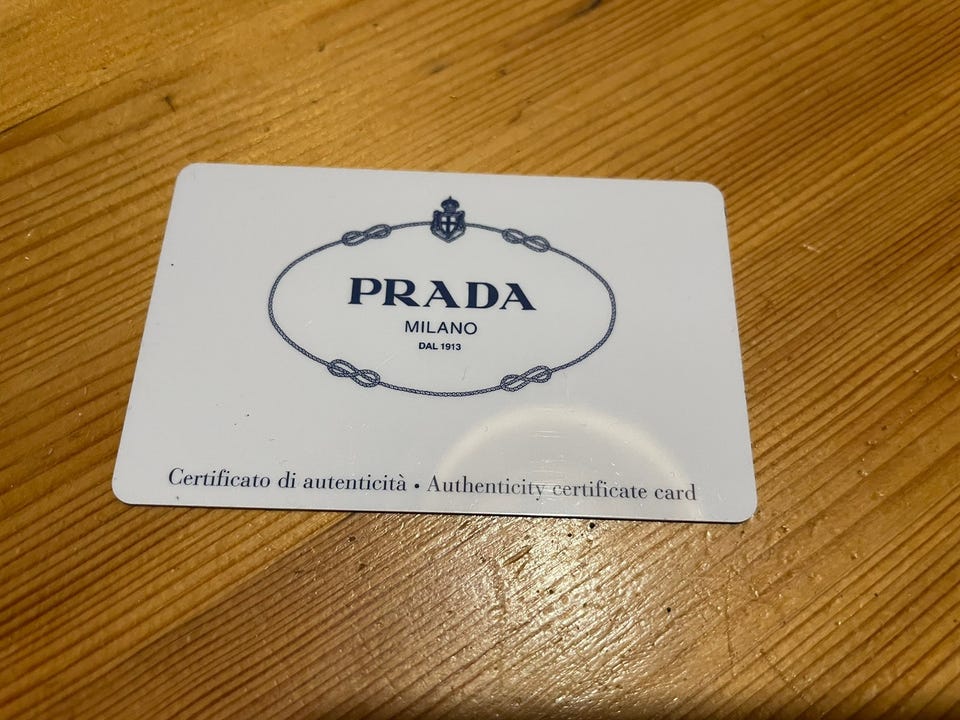 PRADA
MILANO
DAL 1913
Certificato di autenticità • Authenticity certificate card